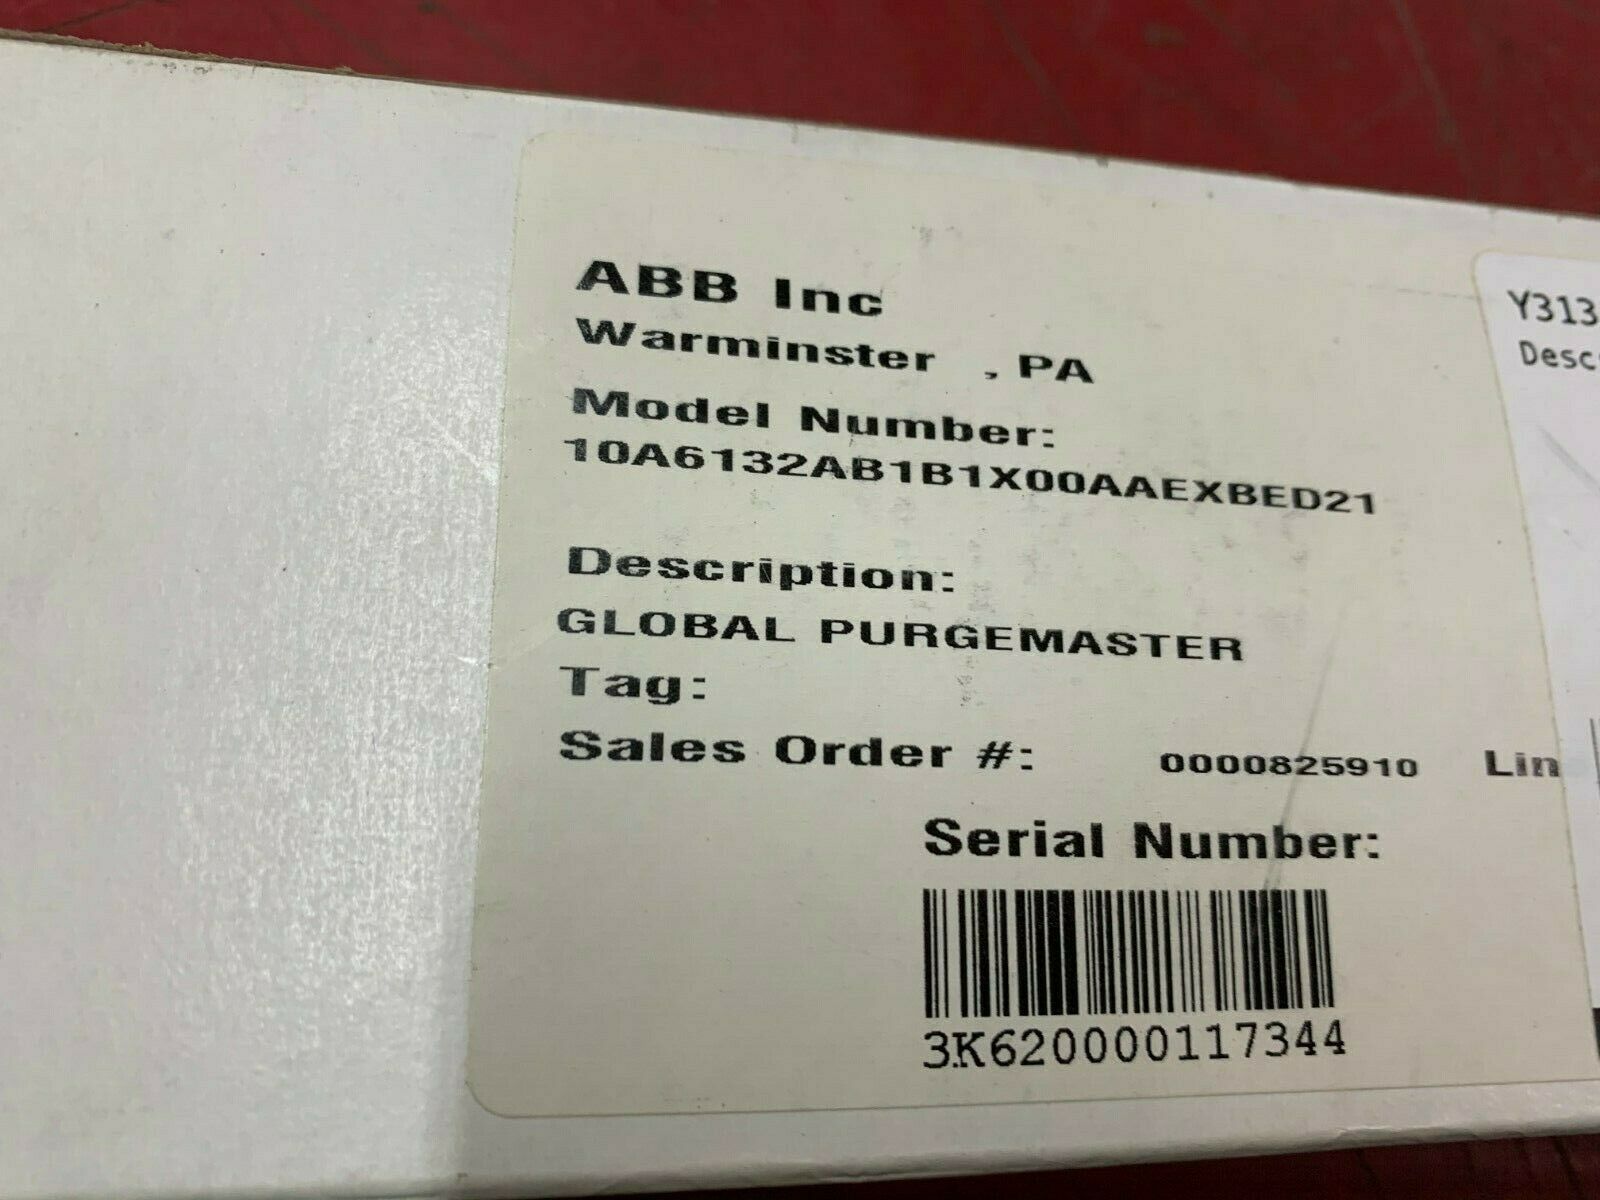 ABB Inc
Warminster , PA
Model Number:
10A6132AB1B1X00AAEXBED21
Description:
GLOBAL PURGEMASTER
Tag:
Sales Order #: 0000825910 Lin
Serial Number:
3K620000117344
Y313
Desc